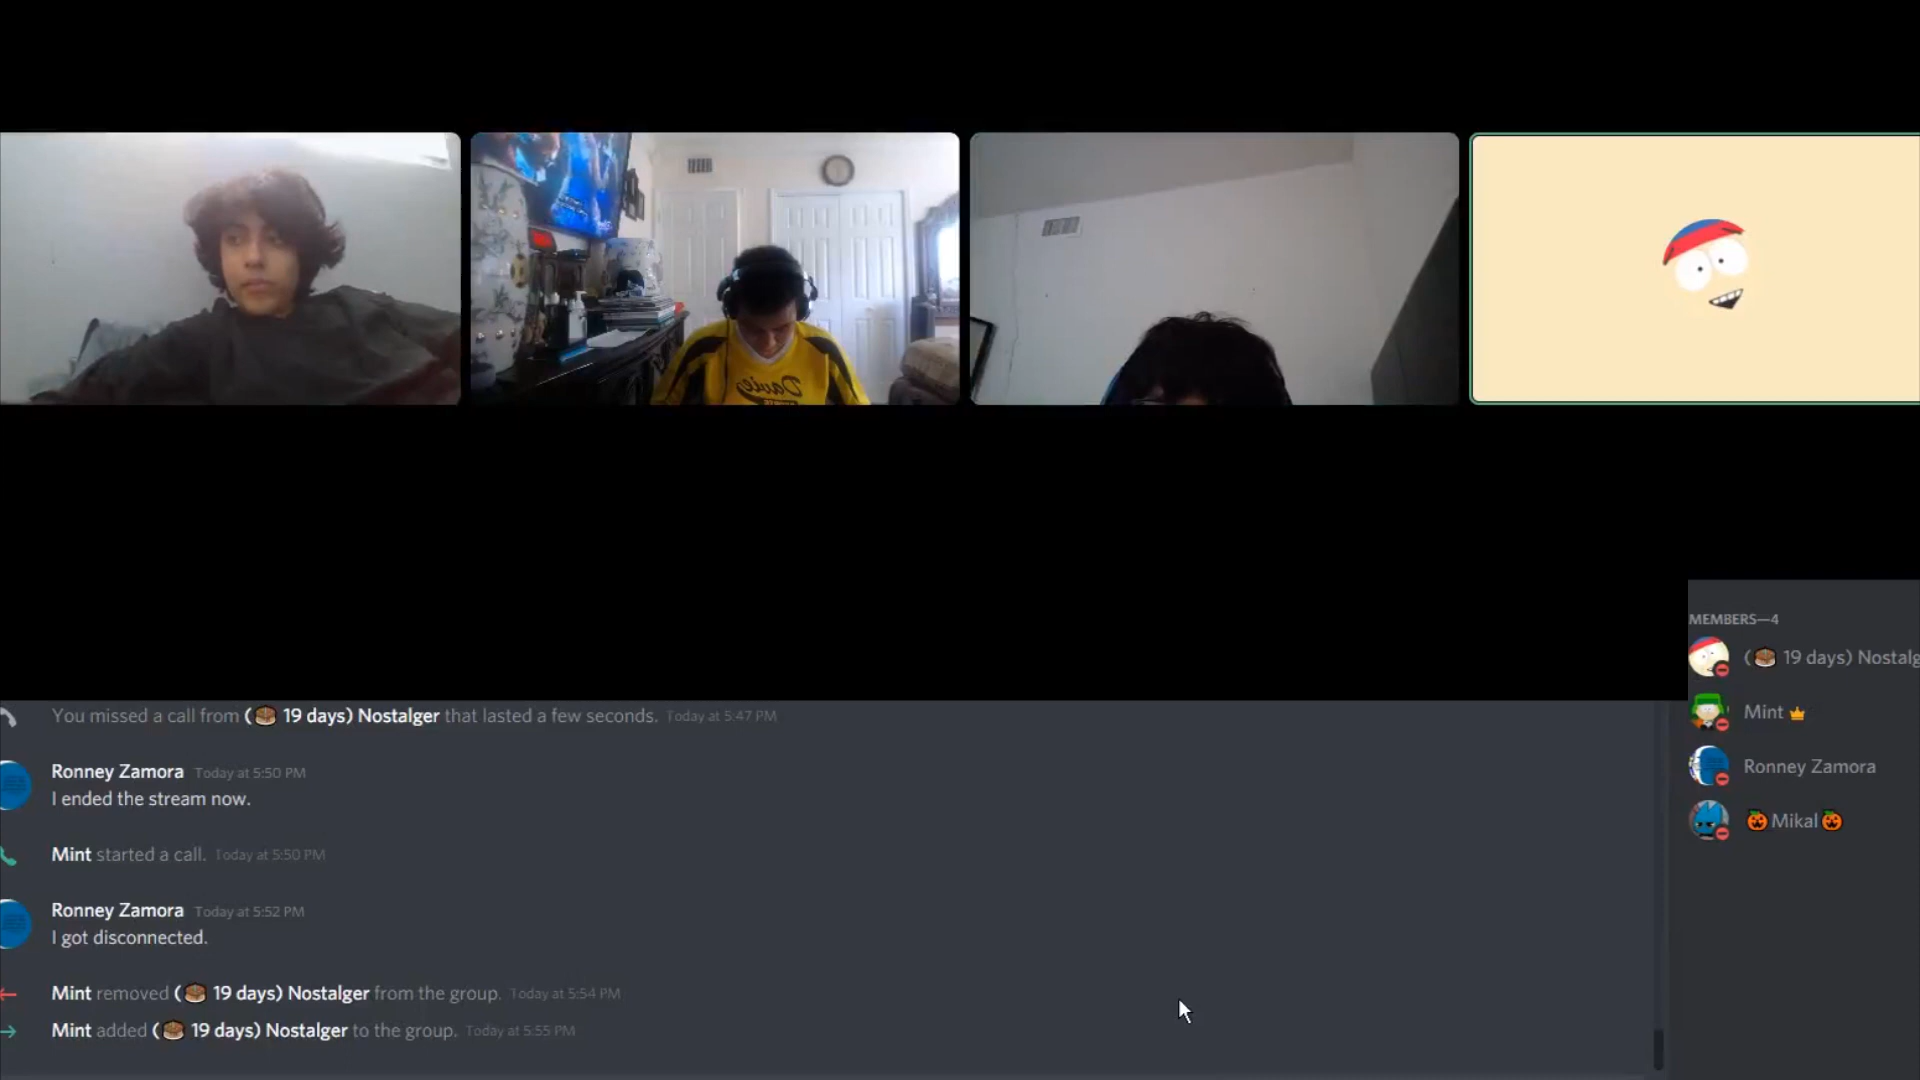 Davie
MEMBERS—4
( 19 days) Nostalg
Mint
Ronney Zamora
🎃Mikal🎃
You missed a call from ( 19 days) Nostalger that lasted a few seconds. Today at 5:47 PM
Ronney Zamora Today at 5:50 PM
I ended the stream now.
Mint started a call. Today at 5:50 PM
Ronney Zamora Today at 5:52 PM
I got disconnected.
Mint removed ( 19 days) Nostalger from the group. Today at 5:54 PM
Mint added ( 19 days) Nostalger to the group. Today at 5:55 PM